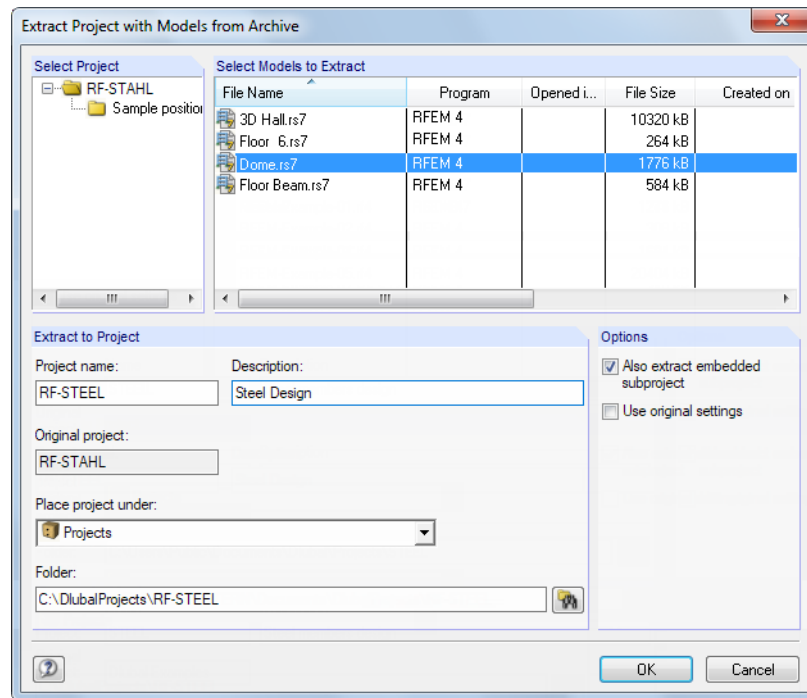 Extract Project with Models from Archive
Select Project
RF-STAHL
Sample position
Select Models to Extract
File Name Program Opened i... File Size Created on
3D Hall.rs7 RFEM 4 10320 kB
Floor 6.rs7 RFEM 4 264 kB
Dome.rs7 RFEM 4 1776 kB
Floor Beam.rs7 RFEM 4 584 kB
Extract to Project
Project name: Description:
RF-STEEL Steel Design
Original project:
RF-STAHL
Place project under:
Projects
Folder:
C:\DlubalProjects\RF-STEEL
Options
Also extract embedded
subproject
Use original settings
OK Cancel